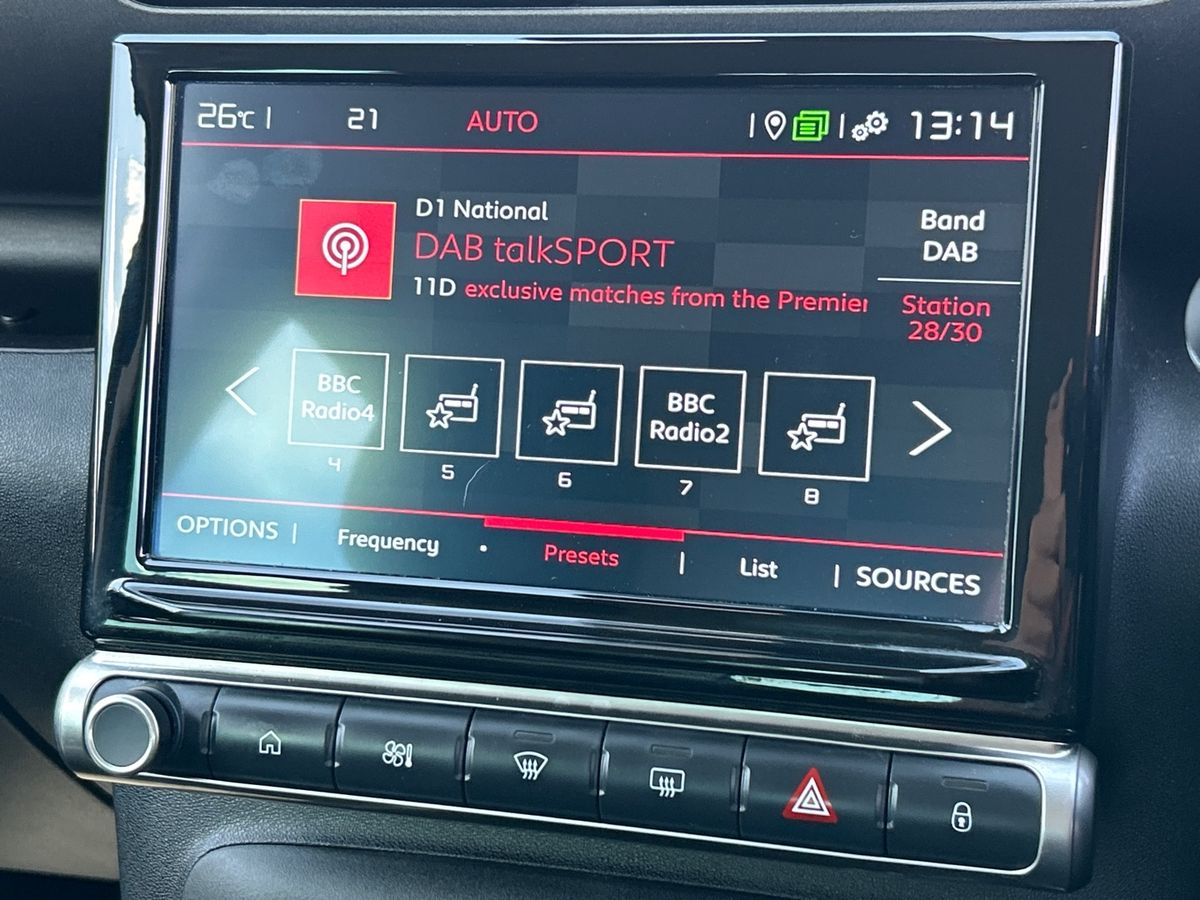 26°C
21
AUTO
13:14
D1 National
DAB talkSPORT
11D exclusive matches from the Premier
Band
DAB
Station
28/30
BBC
Radio4
BBC
Radio2
4
5
6
7
8
OPTIONS
Frequency
Presets
List
SOURCES